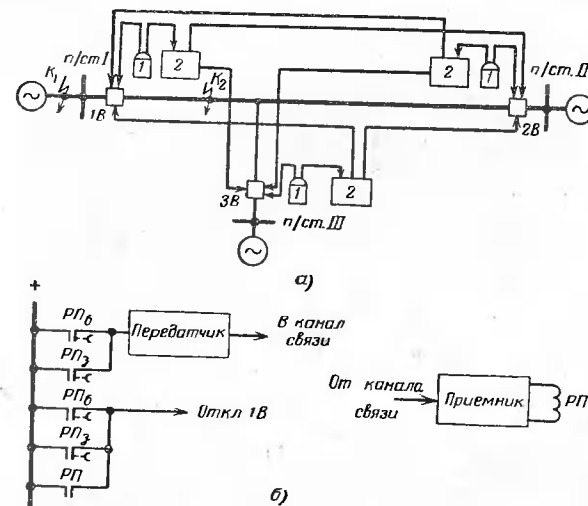 п/ст I
K₁
1
2
K₂
2
1
п/ст. II
1В
2В
3В
1
2
п/ст. III
а)
+
РПб
Передатчик
В канал
связи
РПз
РПб
Откл 1В
От канала
связи
Приемник
РП
РПз
РП
б)